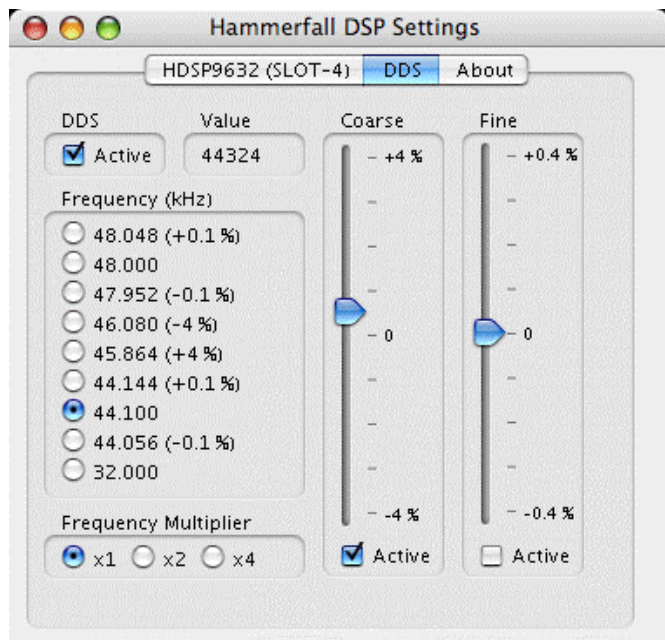 Hammerfall DSP Settings
HDSP9632 (SLOT-4) DDS About
DDS
Active
Value
44324
Frequency (kHz)
48.048 (+0.1 %)
48.000
47.952 (-0.1 %)
46.080 (-4 %)
45.864 (+4 %)
44.144 (+0.1 %)
44.100
44.056 (-0.1 %)
32.000
Frequency Multiplier
x1 x2 x4
Coarse
+4 %
0
-4 %
Active
Fine
+0.4 %
0
-0.4 %
Active